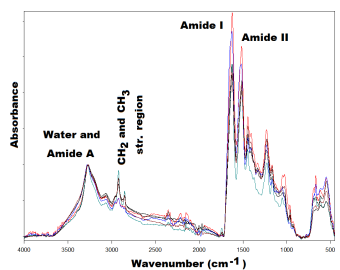 Amide I
Amide II
Water and
Amide A
CH2 and CH3
str. region
Absorbance
4000 3500 3000 2500 2000 1500 1000 500
Wavenumber (cm-1)